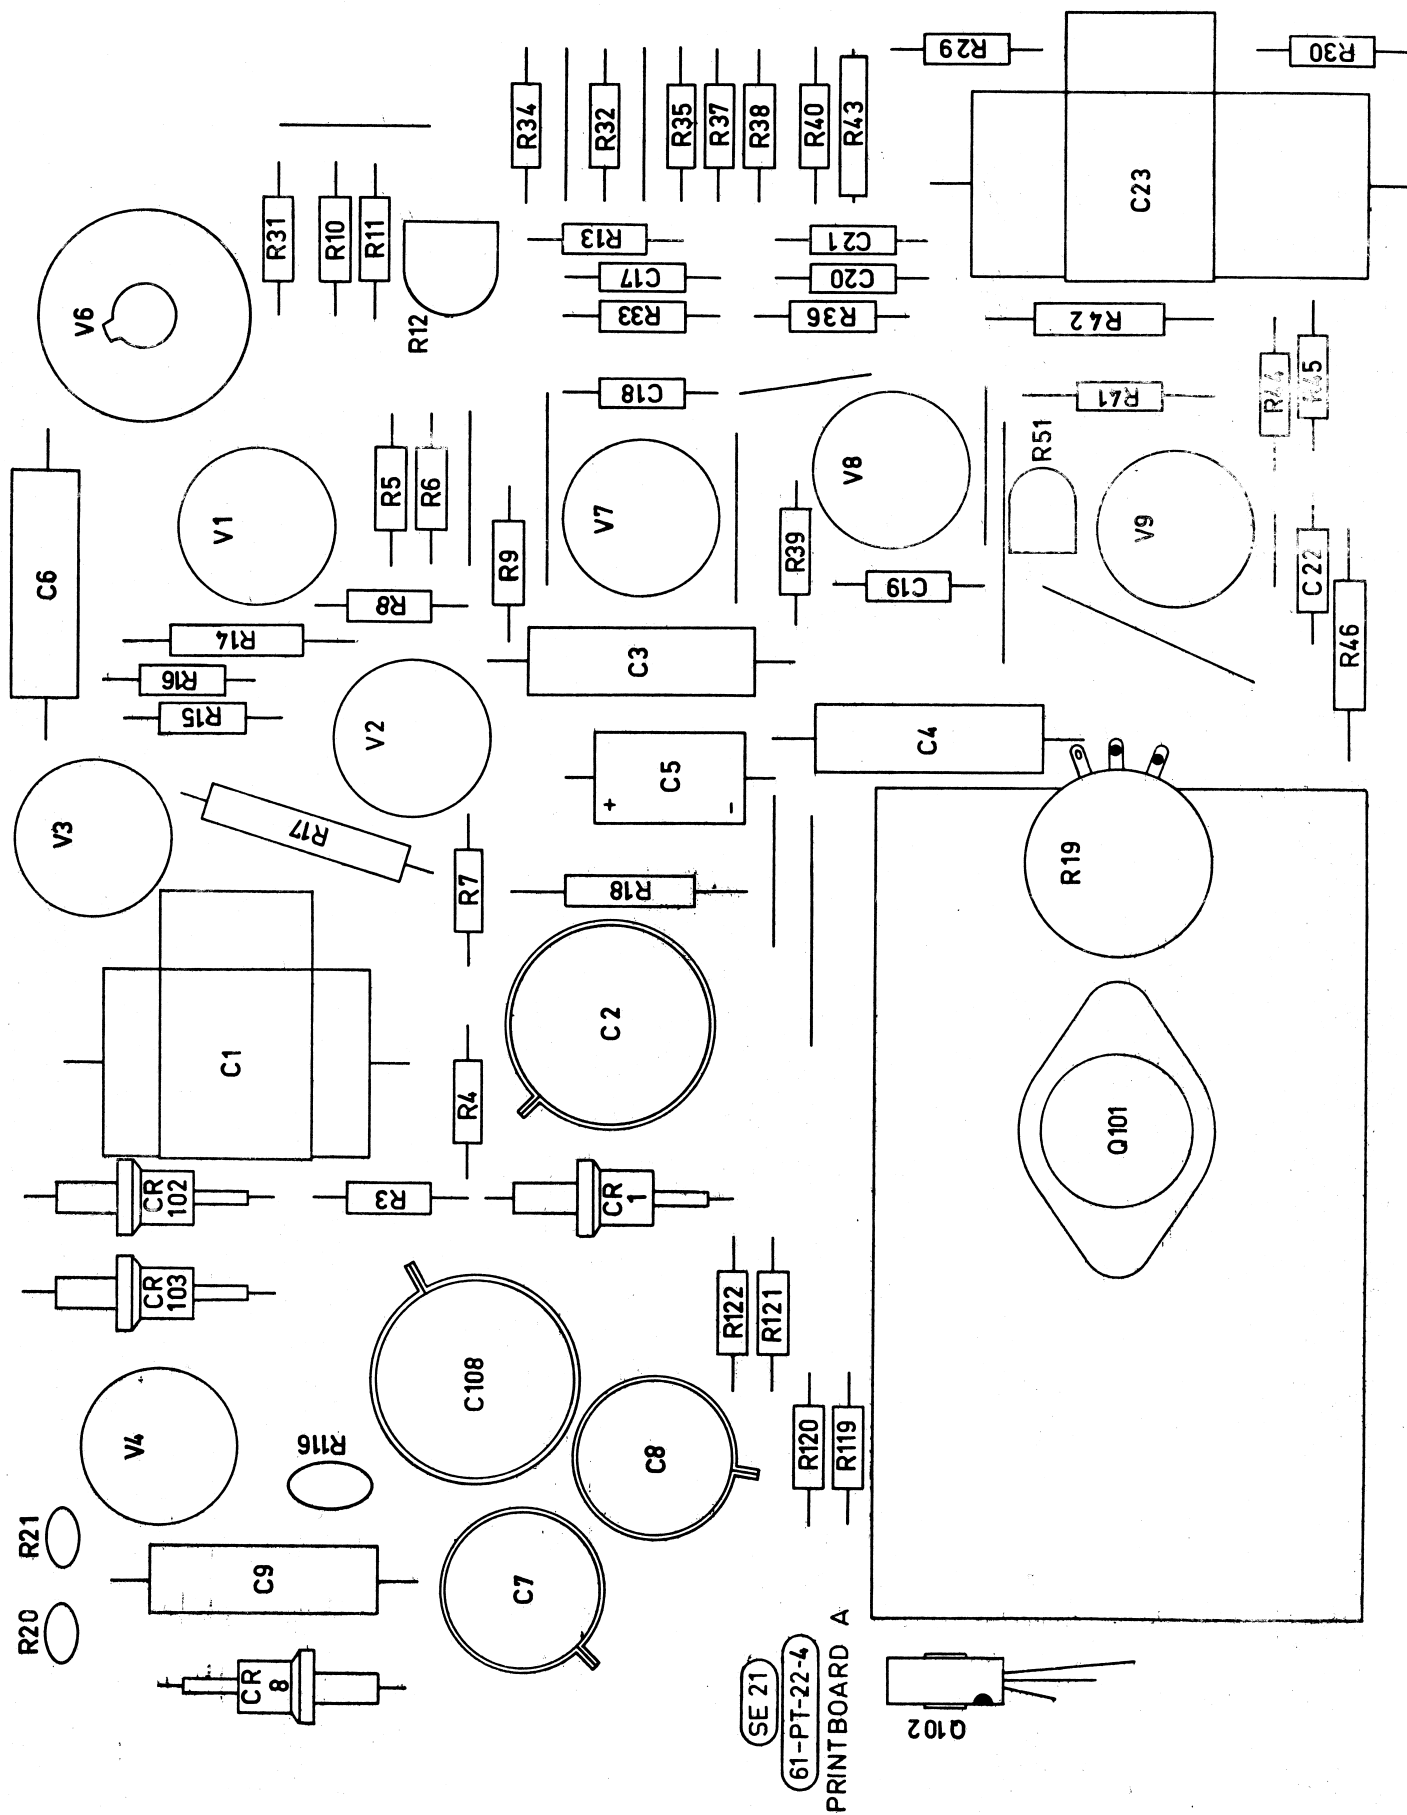 R29
R30
R34
R32
R35
R37
R38
R40
R43
C23
R31
R10
R11
R12
V6
R13
C17
R33
C21
C20
R36
R42
C18
R41
R44
R45
V8
R51
V9
C6
V1
R5
R6
R9
V7
R39
C19
C22
R46
R8
R14
R16
R15
C3
V2
C4
C5
+
-
V3
R17
R7
R18
R19
C1
C2
R4
Q101
CR
102
R3
CR
1
CR
103
R122
R121
C108
V4
R116
C8
R120
R119
R21
C9
C7
R20
CR
8
SE 21
61-PT-22-4
PRINTBOARD A
Q102